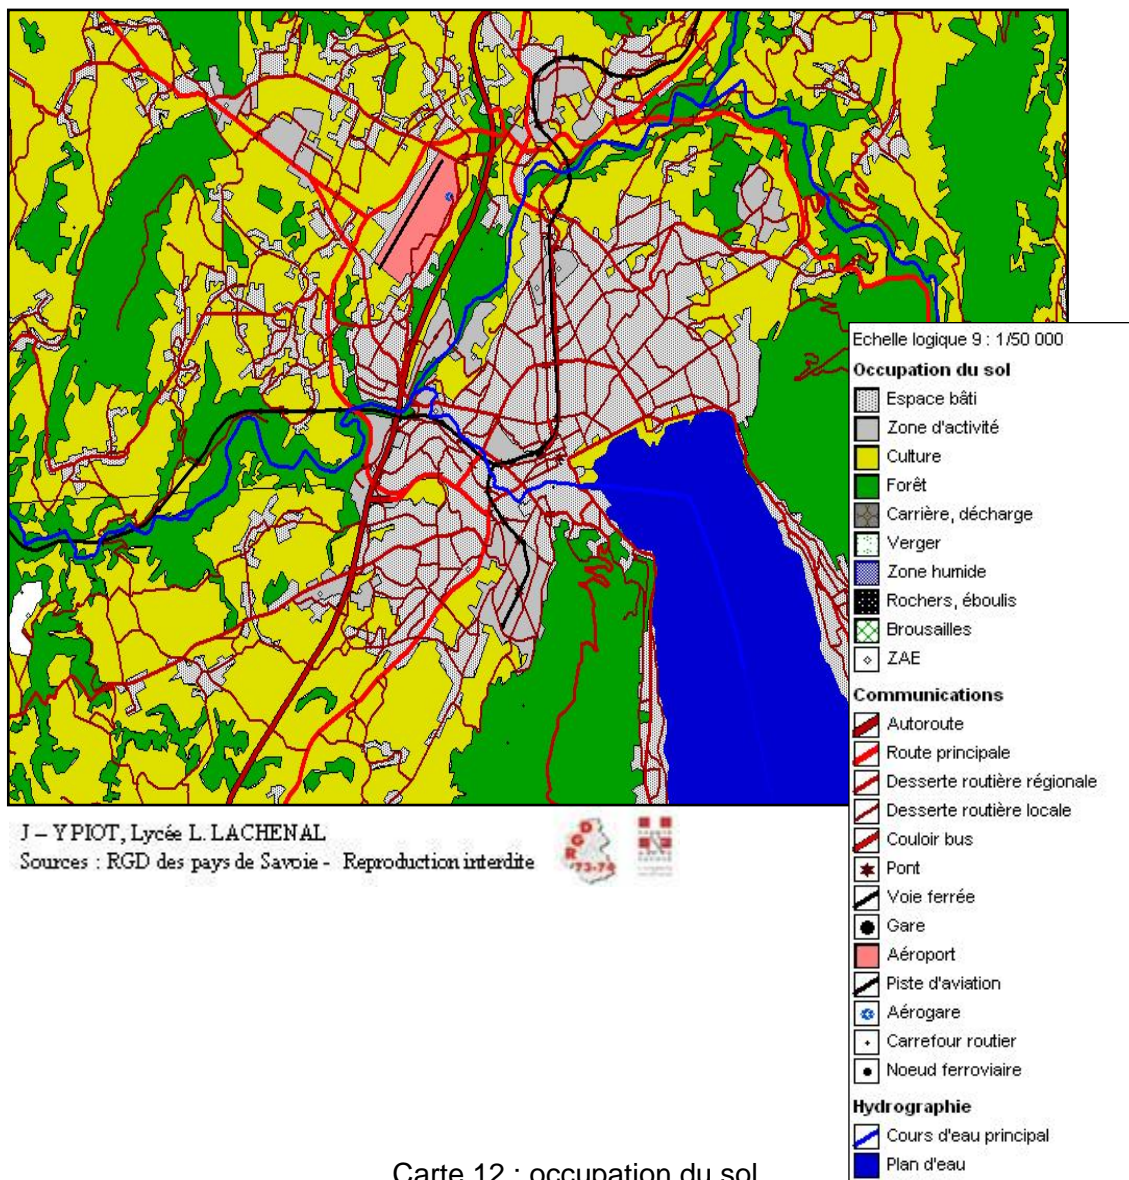 Echelle logique 9 : 1/50 000
Occupation du sol
Espace bâti
Zone d'activité
Culture
Forêt
Carrière, décharge
Verger
Zone humide
Rochers, éboulis
Brousailles
ZAE
Communications
Autoroute
Route principale
Desserte routière régionale
Desserte routière locale
Couloir bus
Pont
Voie ferrée
Gare
Aéroport
Piste d'aviation
Aérogare
Carrefour routier
Noeud ferroviaire
Hydrographie
Cours d'eau principal
Plan d'eau
J – Y PIOT, Lycée L. LACHENAL
Sources : RGD des pays de Savoie - Reproduction interdite
R G D
73-74
Carte 12 : occupation du sol